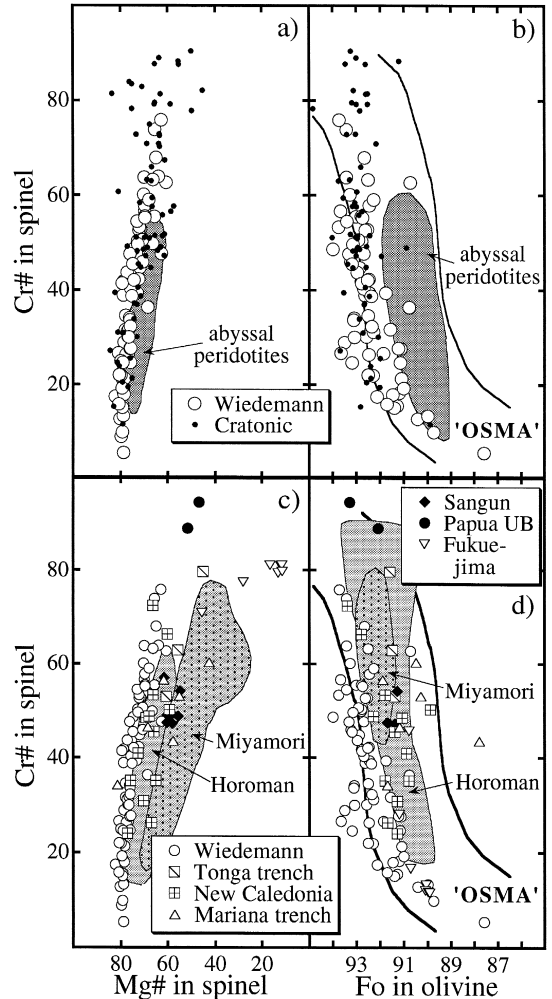 a)
b)
80
60
40
20
Cr# in spinel
abyssal
peridotites
abyssal
peridotites
Wiedemann
Cratonic
'OSMA'
c)
d)
Sangun
Papua UB
Fukue-
jima
80
60
40
20
Cr# in spinel
Miyamori
Horoman
Miyamori
Horoman
Wiedemann
Tonga trench
New Caledonia
Mariana trench
'OSMA'
80 60 40 20
93 91 89 87
Mg# in spinel
Fo in olivine